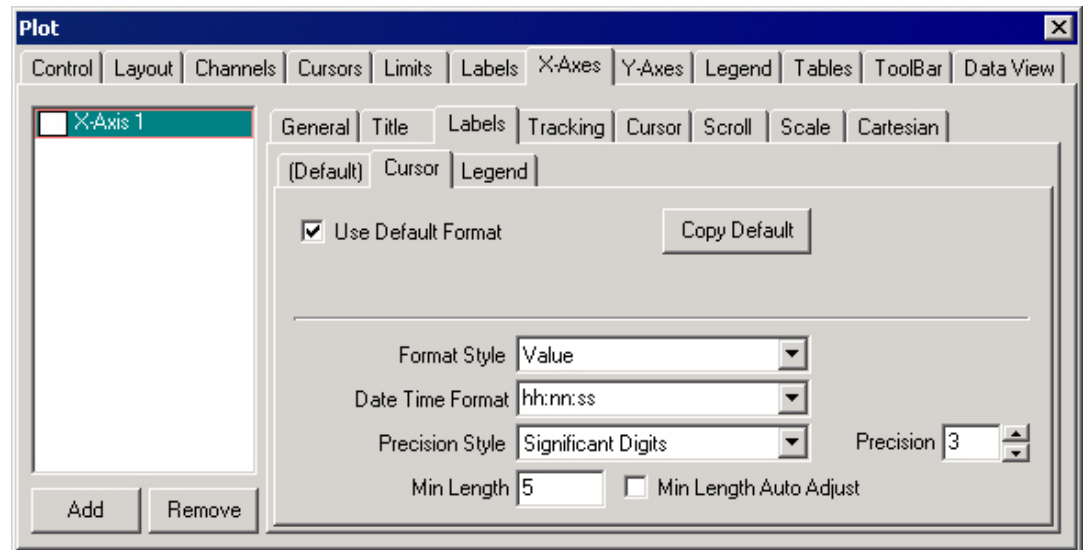 Plot
Control Layout Channels Cursors Limits Labels X-Axes Y-Axes Legend Tables ToolBar Data View
X-Axis 1
General Title Labels Tracking Cursor Scroll Scale Cartesian
(Default) Cursor Legend
Use Default Format Copy Default
Format Style Value
Date Time Format hh:nn:ss
Precision Style Significant Digits Precision 3
Min Length 5 Min Length Auto Adjust
Add Remove